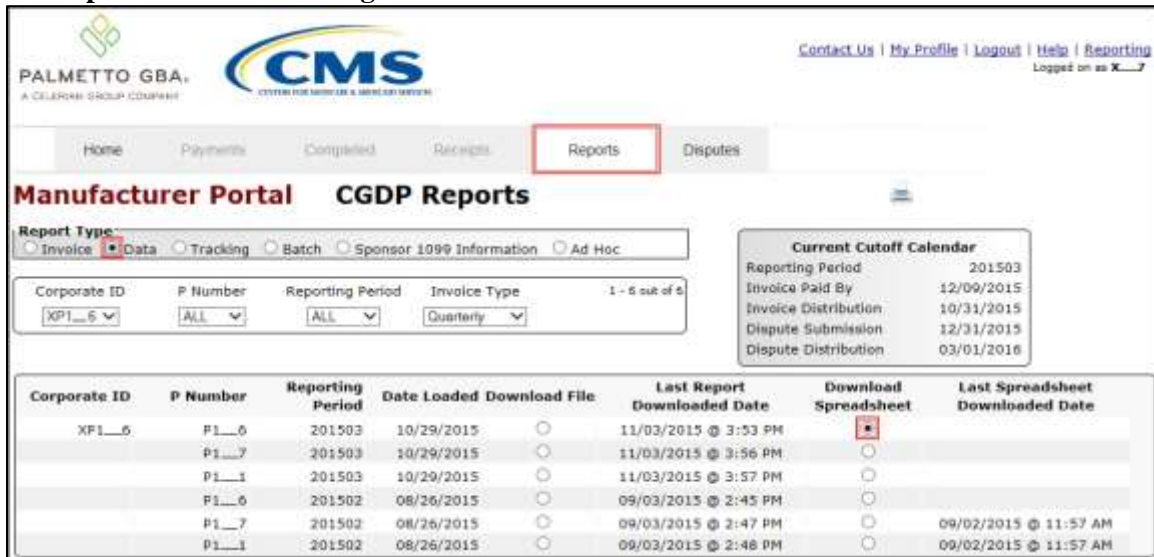 PALMETTO GBA.
A CELERIAN GROUP COMPANY
CMS
CENTERS FOR MEDICARE & MEDICAID SERVICES
Contact Us | My Profile | Logout | Help | Reporting
Logged on as X__7
Home Payments Completed Receipts Reports Disputes
Manufacturer Portal CGDP Reports
Report Type
Invoice Data Tracking Batch Sponsor 1099 Information Ad Hoc
Corporate ID P Number Reporting Period Invoice Type 1 - 6 out of 6
XP1__6 ALL ALL Quarterly
Current Cutoff Calendar
Reporting Period 201503
Invoice Paid By 12/09/2015
Invoice Distribution 10/31/2015
Dispute Submission 12/31/2015
Dispute Distribution 03/01/2016
Corporate ID P Number Reporting Period Date Loaded Download File Last Report Downloaded Date Download Spreadsheet Last Spreadsheet Downloaded Date
XP1__6 P1__6 201503 10/29/2015 11/03/2015 @ 3:53 PM
P1__7 201503 10/29/2015 11/03/2015 @ 3:56 PM
P1__1 201503 10/29/2015 11/03/2015 @ 3:57 PM
P1__6 201502 08/26/2015 09/03/2015 @ 2:45 PM
P1__7 201502 08/26/2015 09/03/2015 @ 2:47 PM 09/02/2015 @ 11:57 AM
P1__1 201502 08/26/2015 09/03/2015 @ 2:48 PM 09/02/2015 @ 11:57 AM